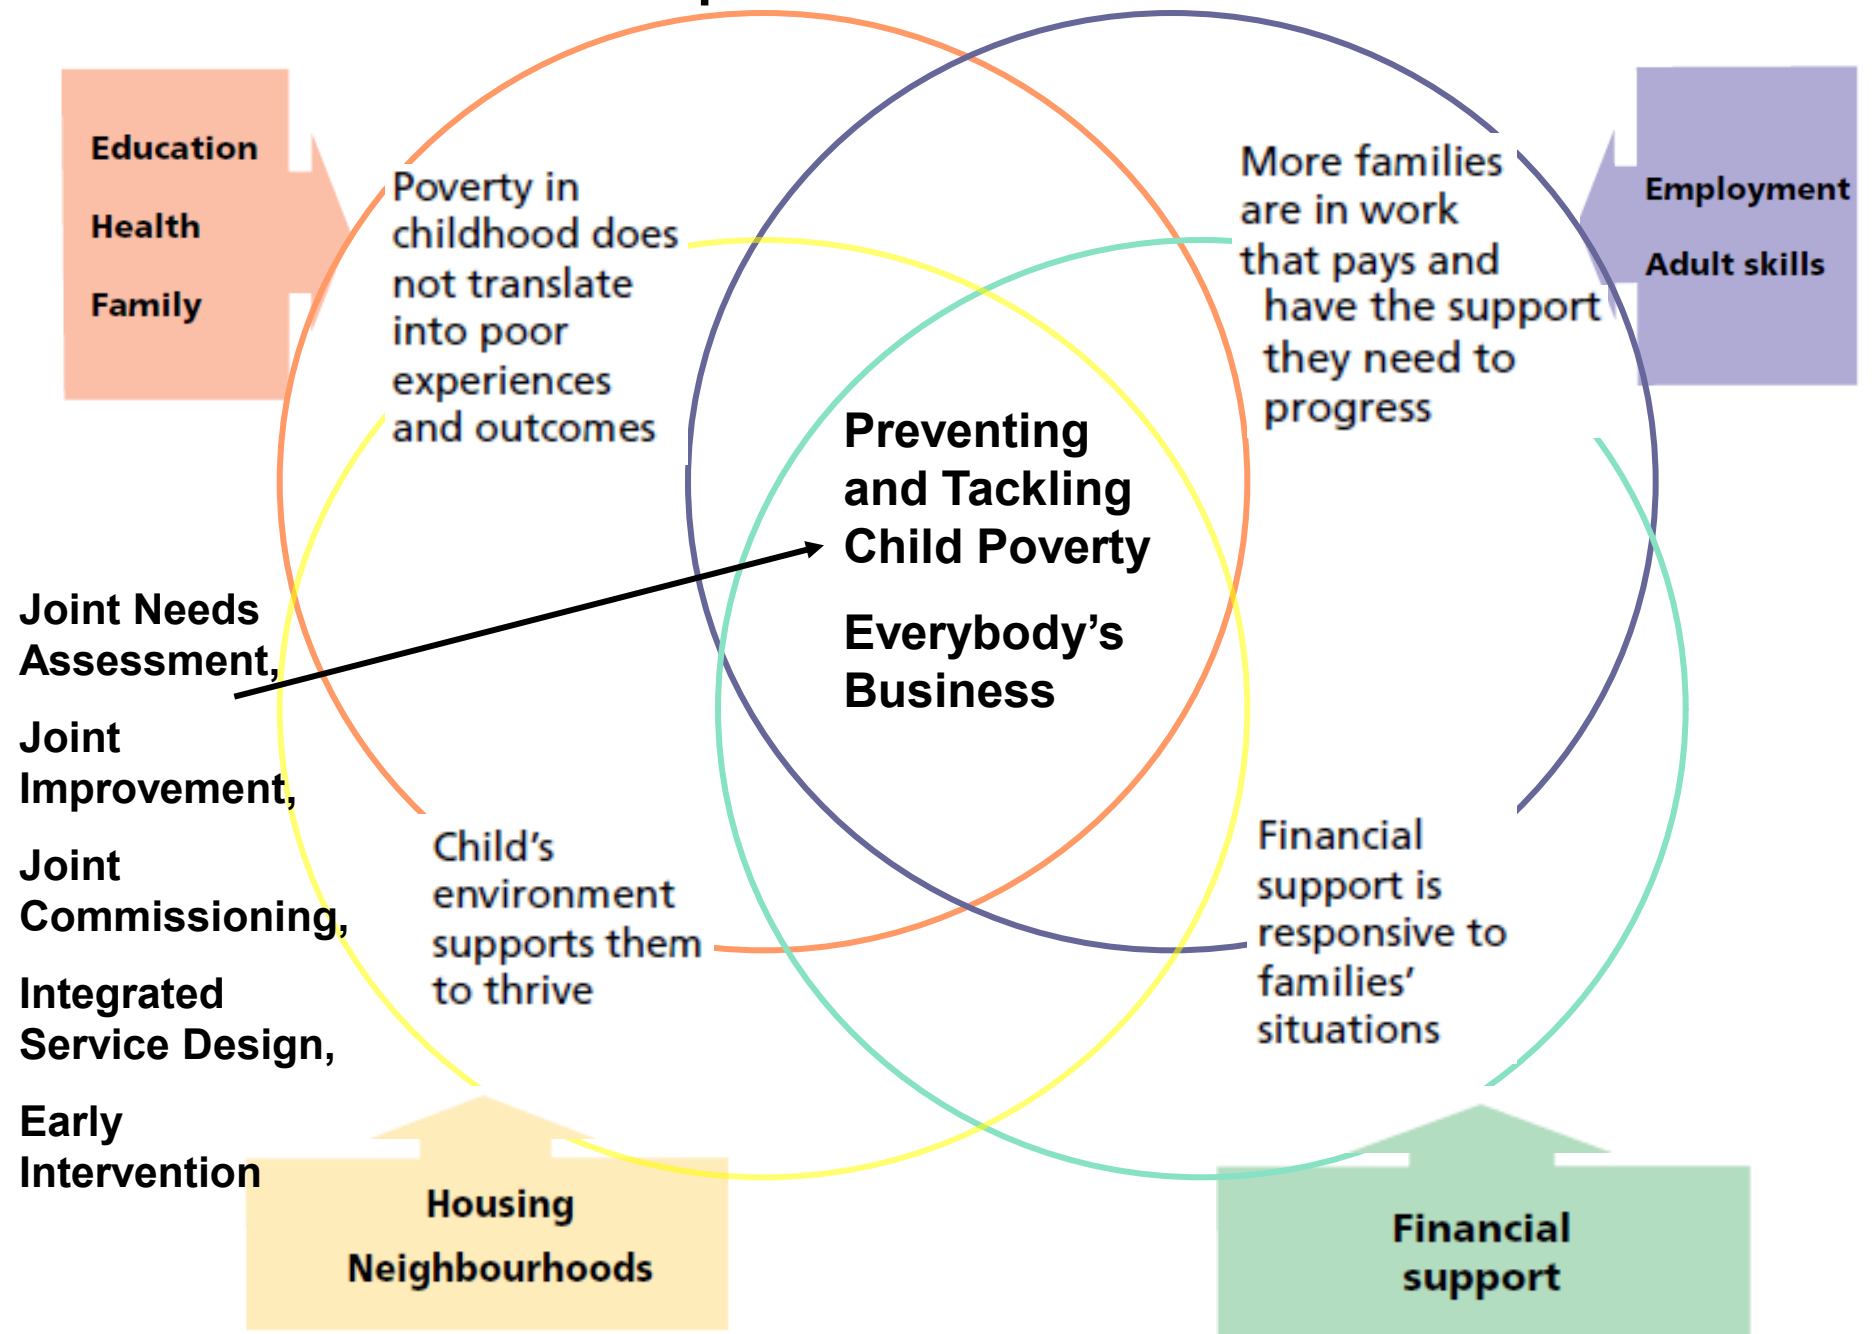 Education
Health
Family
Poverty in
childhood does
not translate
into poor
experiences
and outcomes
More families
are in work
that pays and
have the support
they need to
progress
Employment
Adult skills
Preventing
and Tackling
Child Poverty
Everybody’s
Business
Joint Needs
Assessment,
Joint
Improvement,
Joint
Commissioning,
Integrated
Service Design,
Early
Intervention
Child’s
environment
supports them
to thrive
Financial
support is
responsive to
families’
situations
Housing
Neighbourhoods
Financial
support